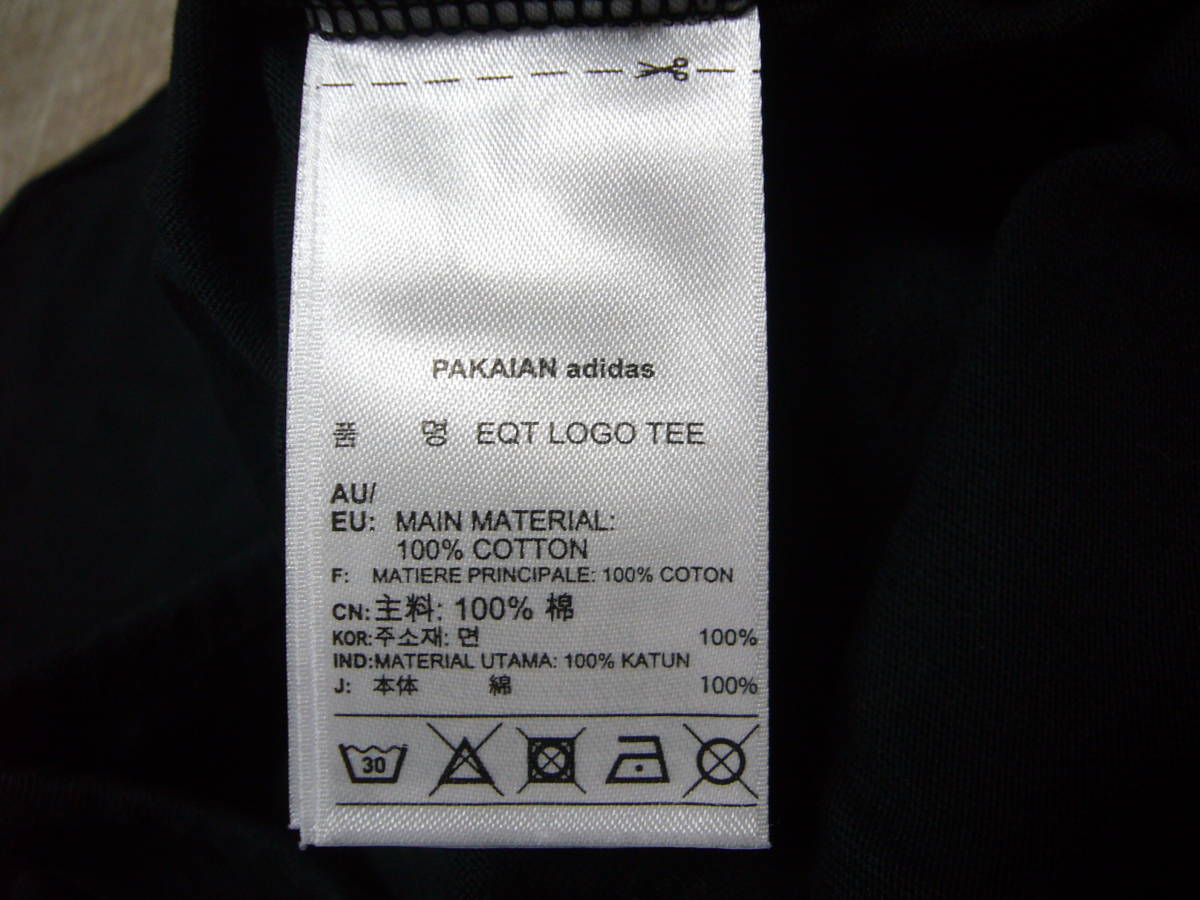 PAKAIAN adidas
품 명 EQT LOGO TEE
AU/
EU: MAIN MATERIAL:
100% COTTON
F: MATIERE PRINCIPALE: 100% COTON
CN:主料: 100% 棉
KOR:주소재: 면 100%
IND:MATERIAL UTAMA: 100% KATUN
J: 本体 綿 100%
30